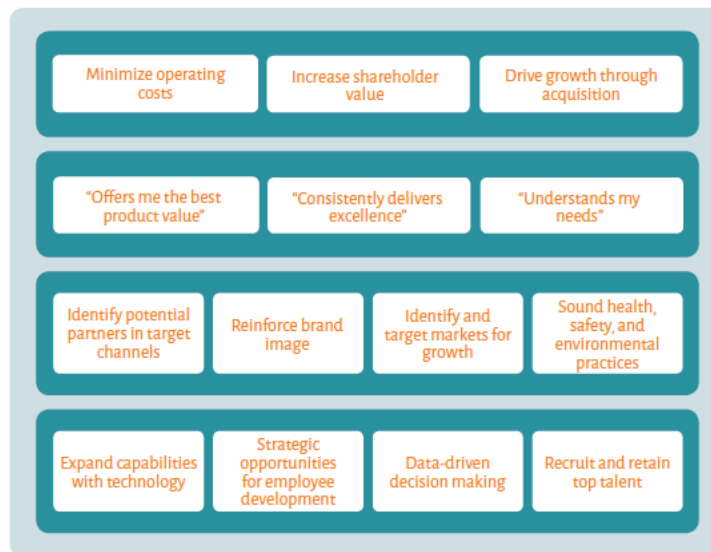 Minimize operating
costs
Increase shareholder
value
Drive growth through
acquisition
“Offers me the best
product value”
“Consistently delivers
excellence”
“Understands my
needs”
Identify potential
partners in target
channels
Reinforce brand
image
Identify and
target markets for
growth
Sound health,
safety, and
environmental
practices
Expand capabilities
with technology
Strategic
opportunities
for employee
development
Data-driven
decision making
Recruit and retain
top talent